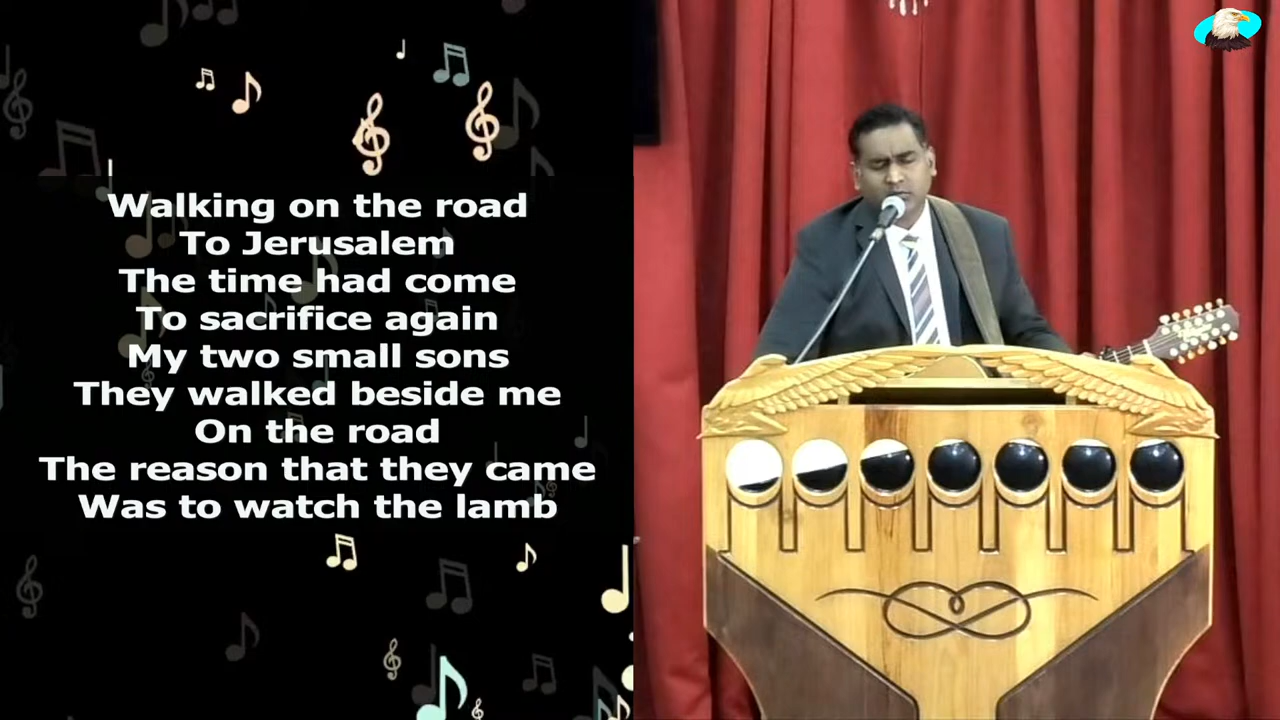 Walking on the road
To Jerusalem
The time had come
To sacrifice again
My two small sons
They walked beside me
On the road
The reason that they came
Was to watch the lamb